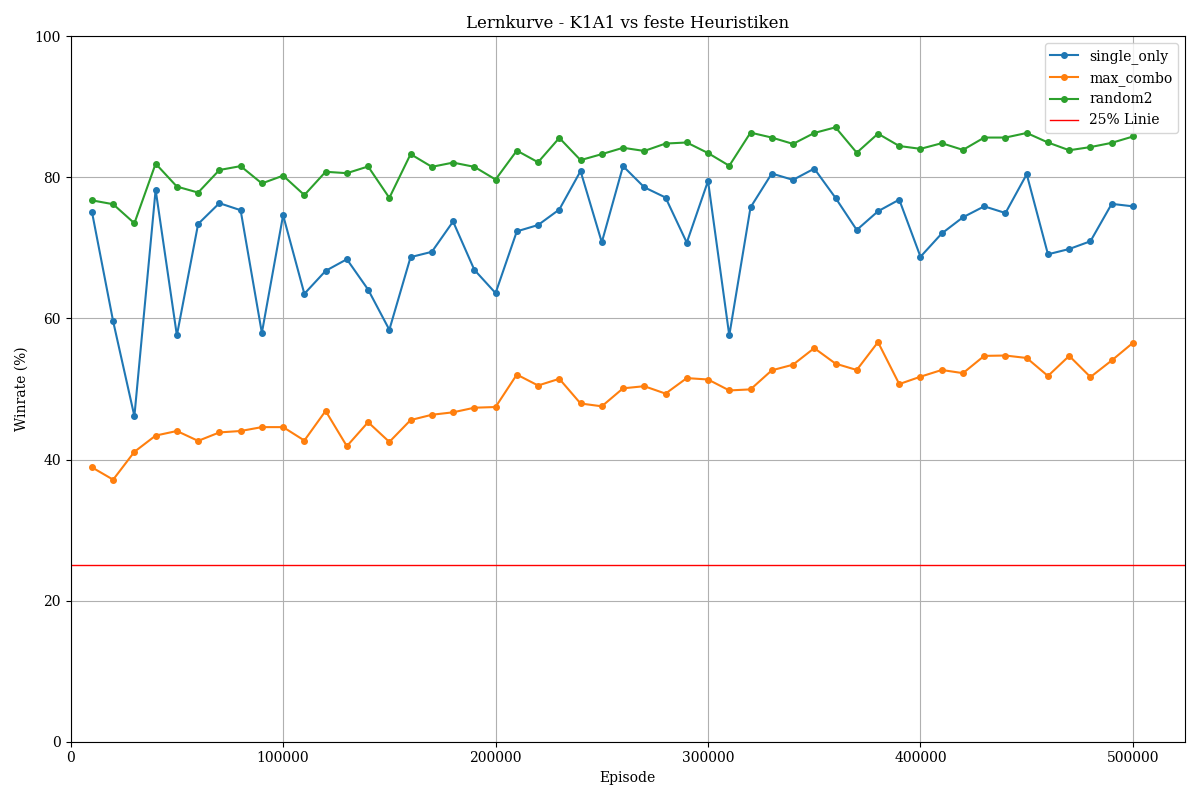 Lernkurve - K1A1 vs feste Heuristiken
100
80
60
40
20
0
Winrate (%)
single_only
max_combo
random2
25% Linie
0 100000 200000 300000 400000 500000
Episode